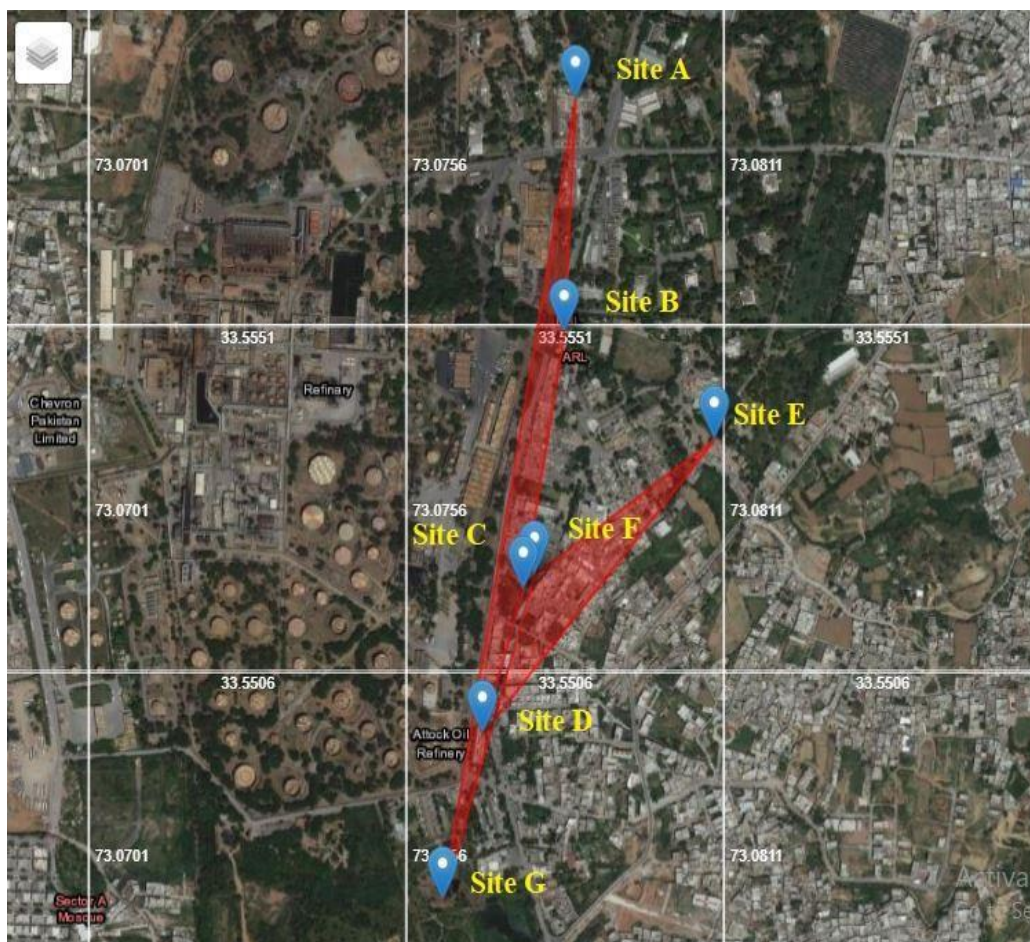 Site A
73.0701
73.0756
73.0811
Site B
33.5551
33.5551
33.5551
ARL
Refinary
Chevron
Pakistan
Limited
Site E
73.0701
73.0756
73.0811
Site C
Site F
33.5506
33.5506
33.5506
Site D
Attock Oil
Refinery
73.0701
73.0811
Site G
Sector A
Mosque